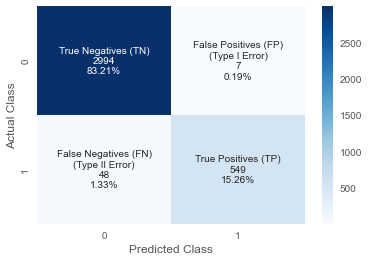 True Negatives (TN)
2994
83.21%
False Positives (FP)
(Type I Error)
7
0.19%
False Negatives (FN)
(Type II Error)
48
1.33%
True Positives (TP)
549
15.26%
0
1
Actual Class
0
1
Predicted Class
2500
2000
1500
1000
500